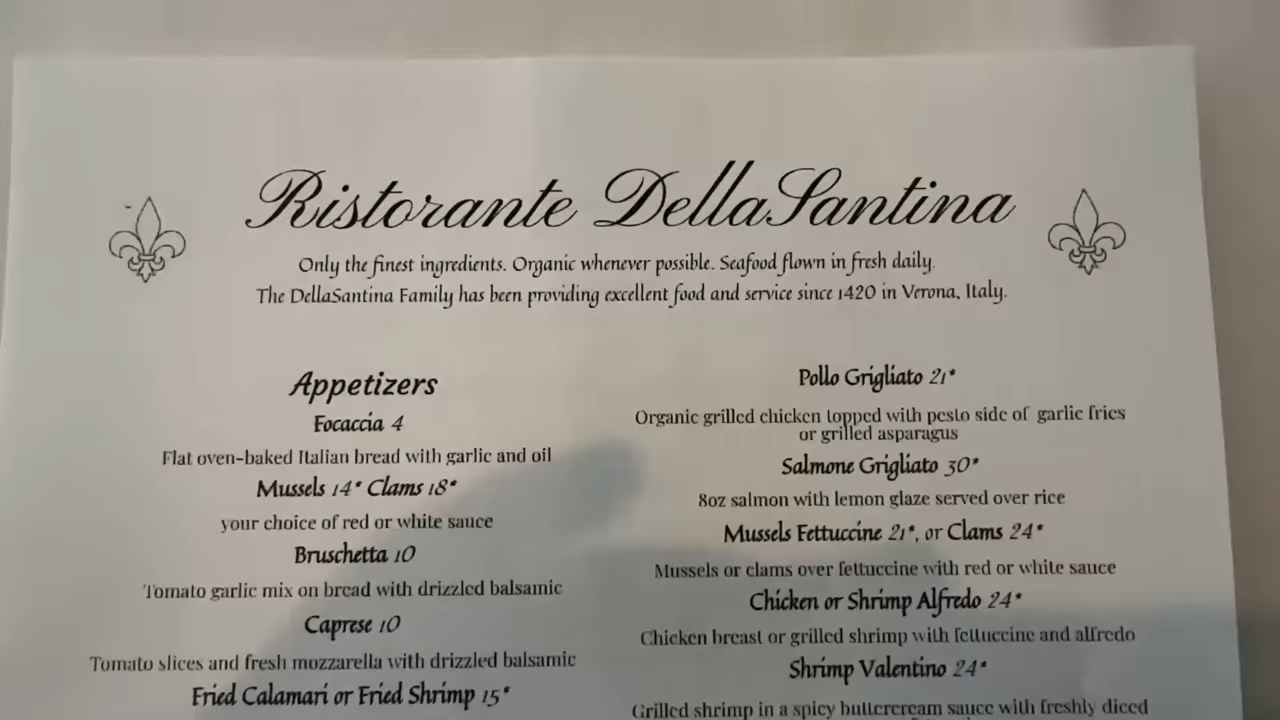 Ristorante DellaSantina
Only the finest ingredients. Organic whenever possible. Seafood flown in fresh daily.
The DellaSantina Family has been providing excellent food and service since 1420 in Verona, Italy.
Appetizers
Focaccia 4
Flat oven-baked Italian bread with garlic and oil
Mussels 14* Clams 18*
your choice of red or white sauce
Bruschetta 10
Tomato garlic mix on bread with drizzled balsamic
Caprese 10
Tomato slices and fresh mozzarella with drizzled balsamic
Fried Calamari or Fried Shrimp 15*
Pollo Grigliato 21*
Organic grilled chicken topped with pesto side of garlic fries
or grilled asparagus
Salmone Grigliato 30*
8oz salmon with lemon glaze served over rice
Mussels Fettuccine 21*, or Clams 24*
Mussels or clams over fettuccine with red or white sauce
Chicken or Shrimp Alfredo 24*
Chicken breast or grilled shrimp with fettuccine and alfredo
Shrimp Valentino 24*
Grilled shrimp in a spicy buttercream sauce with freshly diced